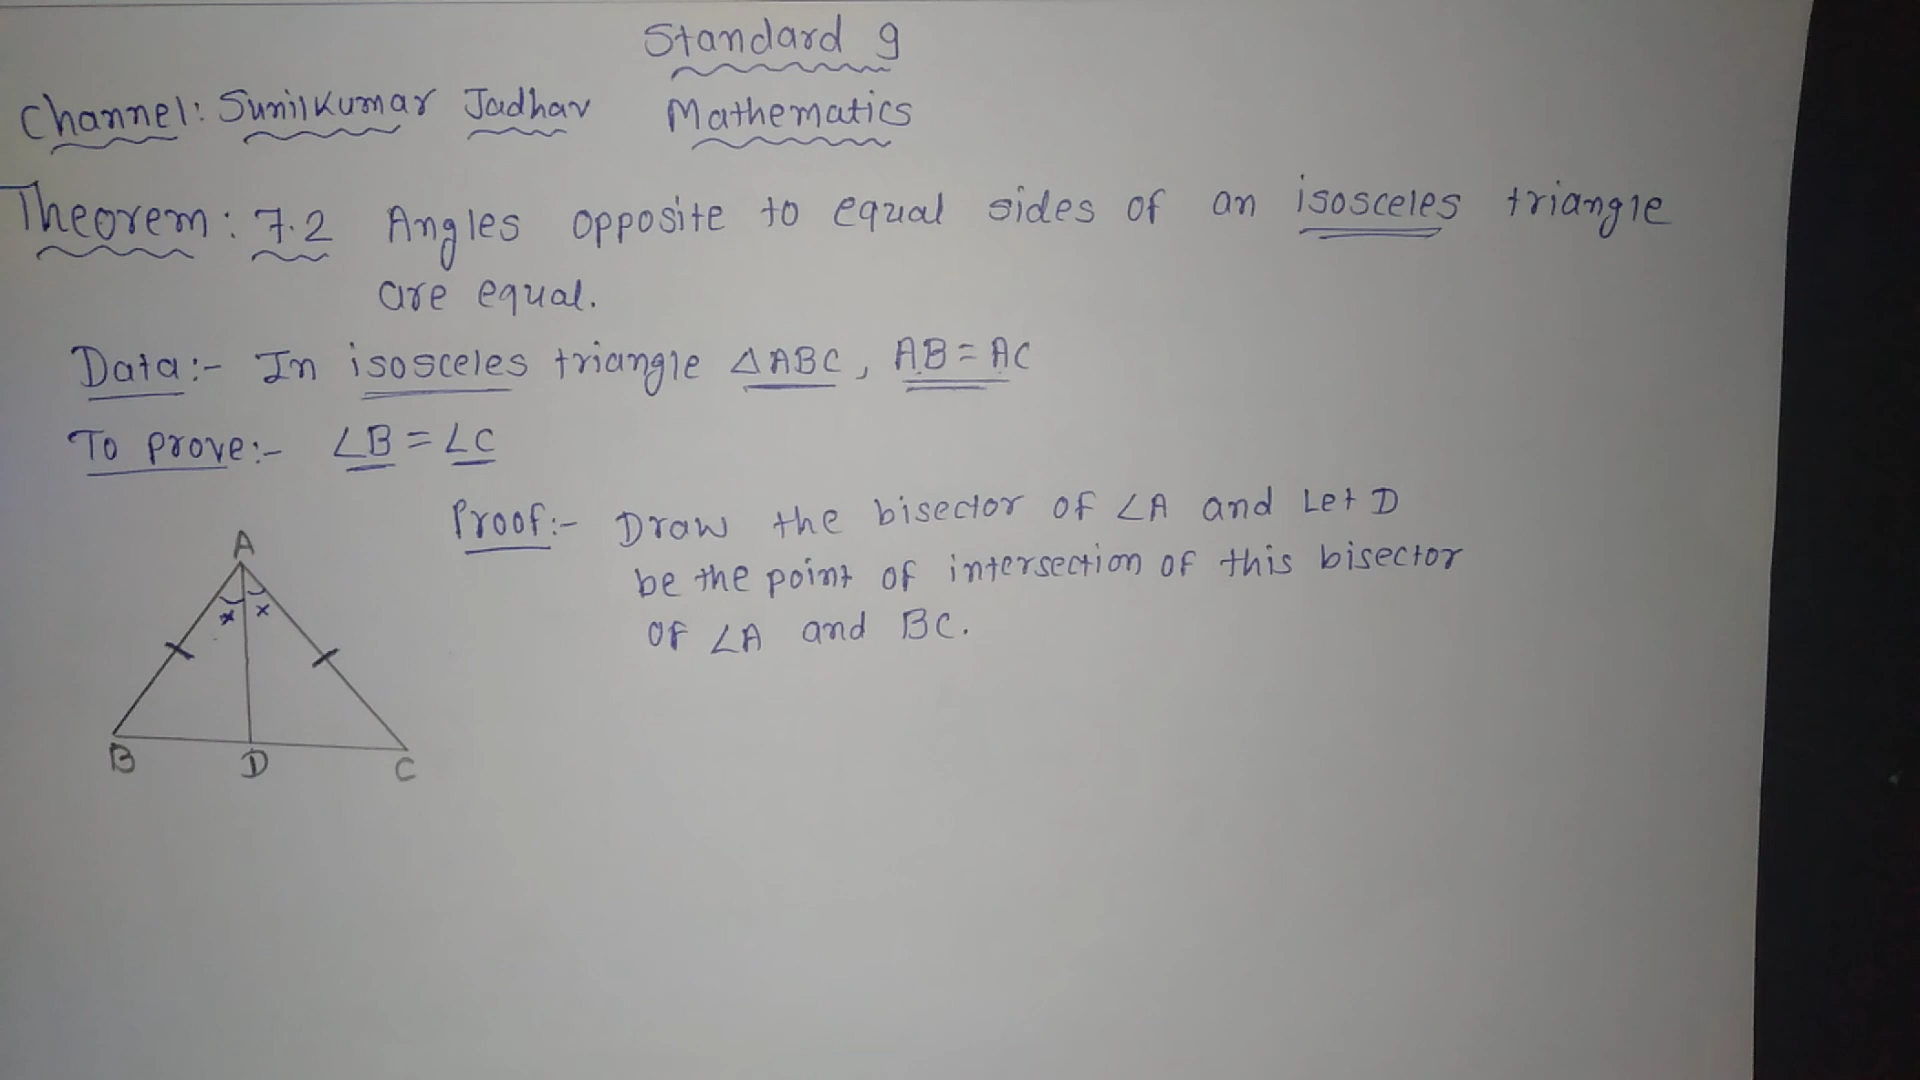 Standard 9
Channel: Sunilkumar Jadhav Mathematics
Theorem: 7.2 Angles opposite to equal sides of an isosceles triangle
are equal.
Data:- In isosceles triangle △ABC, AB = AC
To prove:- ∠B = ∠C
Proof:- Draw the bisector of ∠A and Let D
be the point of intersection of this bisector
of ∠A and BC.
A
x x
B D C